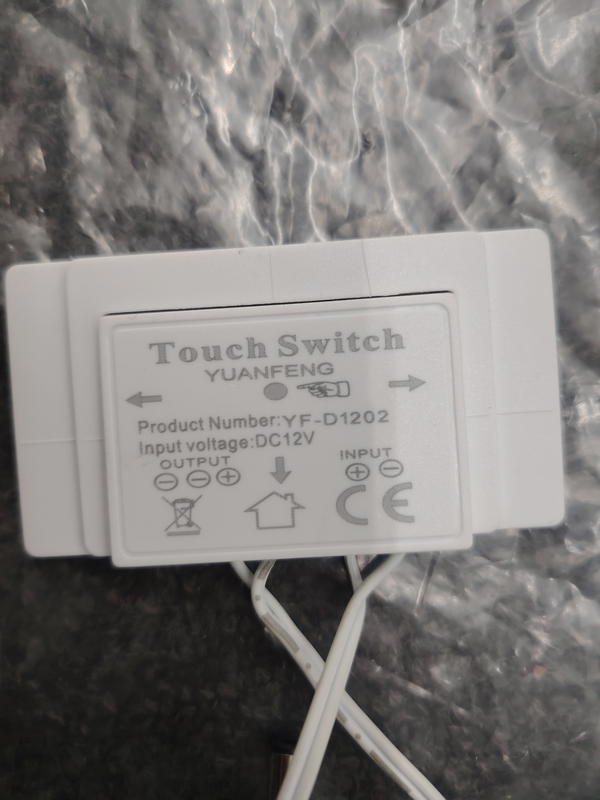 Touch Switch
YUANFENG
Product Number:YF-D1202
Input voltage:DC12V
OUTPUT
INPUT
CE